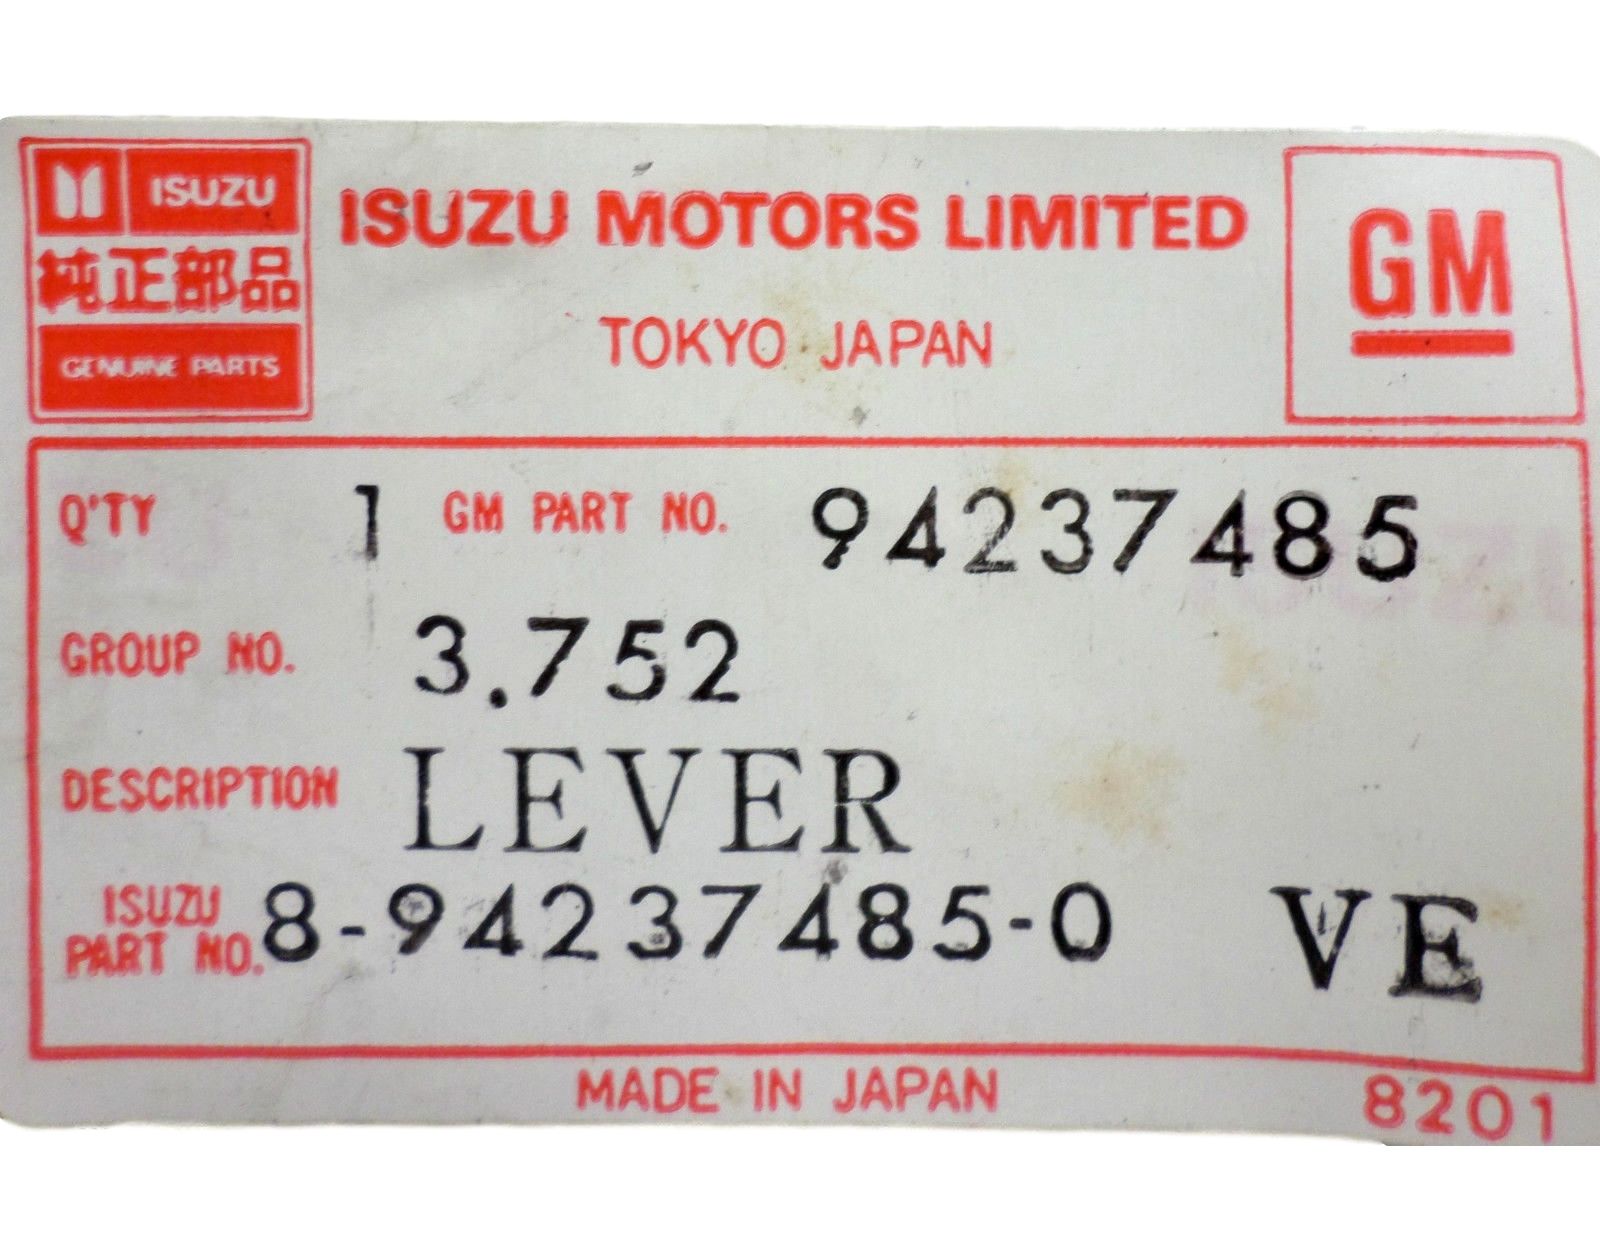 ISUZU
純正部品
GENUINE PARTS
ISUZU MOTORS LIMITED
TOKYO JAPAN
GM
Q'TY 1 GM PART NO. 94237485
GROUP NO. 3.752
DESCRIPTION LEVER
ISUZU PART NO. 8-94237485-0 VE
MADE IN JAPAN
8201